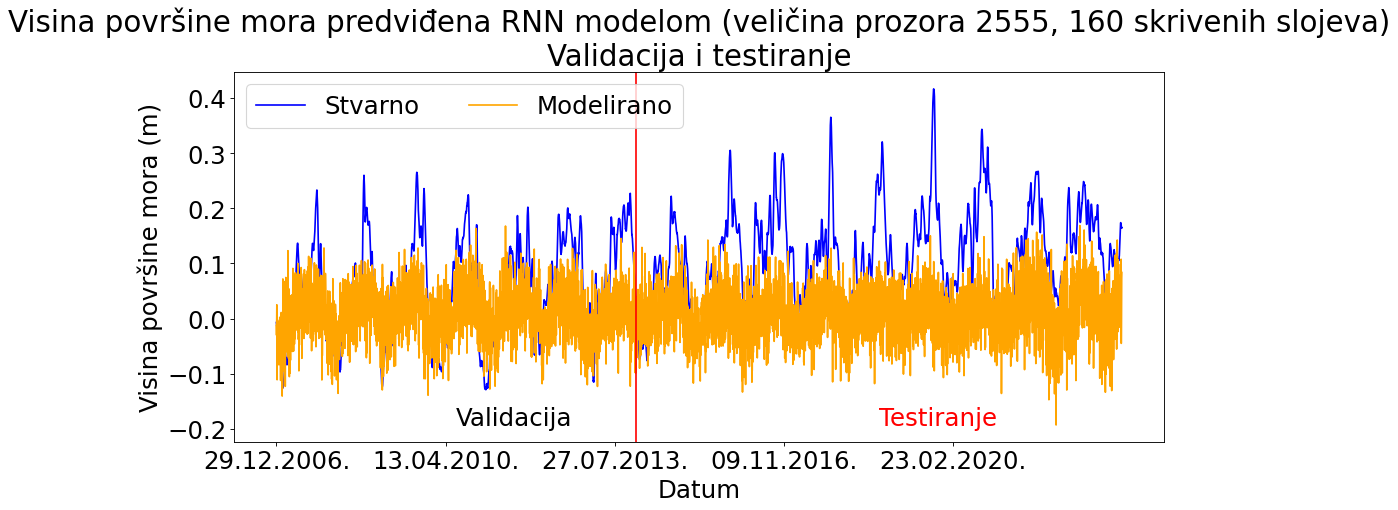 Visina površine mora predviđena RNN modelom (veličina prozora 2555, 160 skrivenih slojeva)
Validacija i testiranje
Stvarno
Modelirano
Visina površine mora (m)
0.4
0.3
0.2
0.1
0.0
−0.1
−0.2
Validacija
Testiranje
29.12.2006.
13.04.2010.
27.07.2013.
09.11.2016.
23.02.2020.
Datum